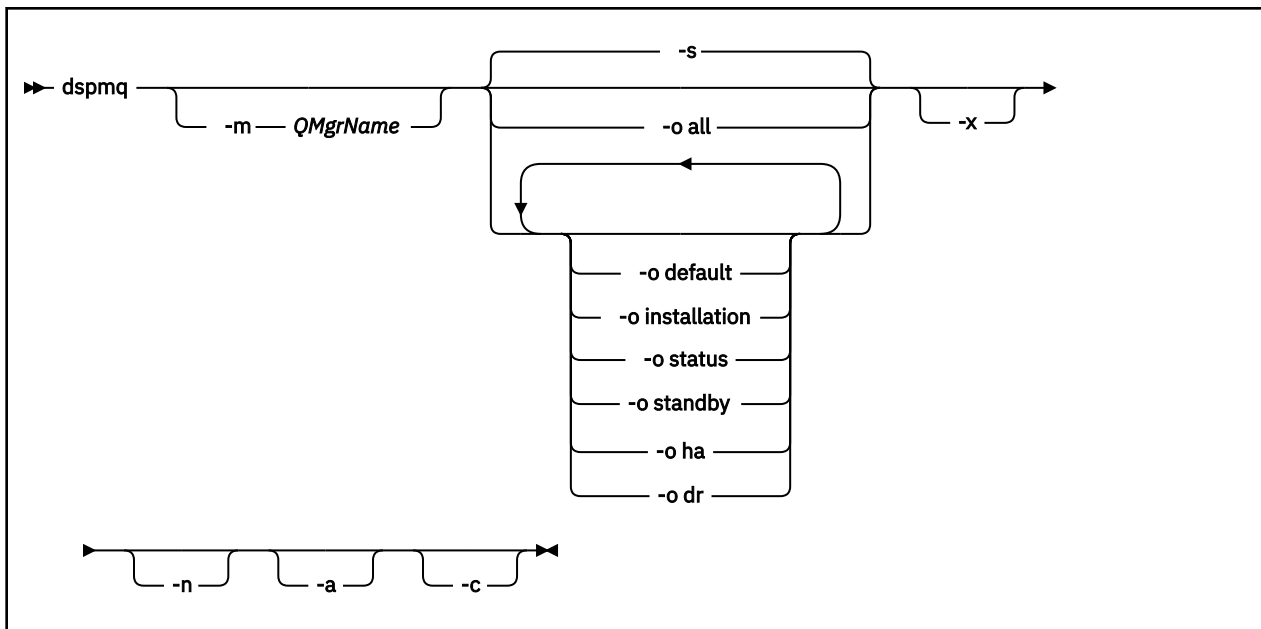 -s
dspmq
-m QMgrName
-o all
-x
-o default
-o installation
-o status
-o standby
-o ha
-o dr
-n -a -c